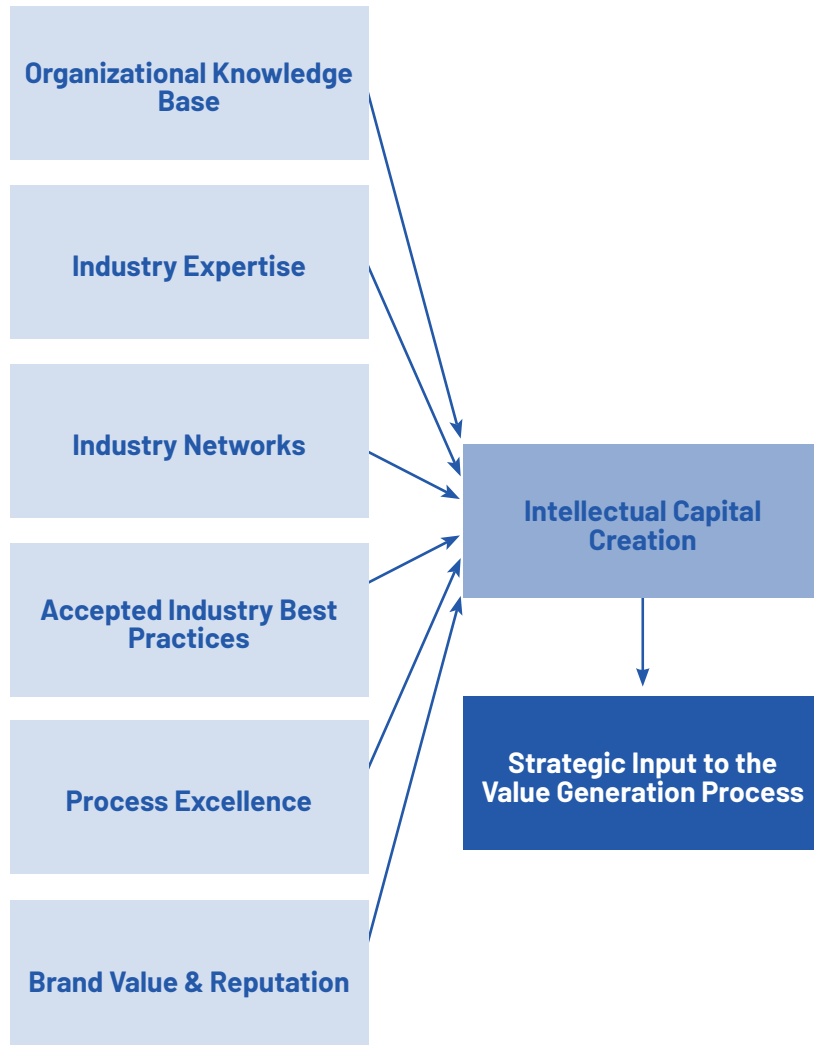 Organizational Knowledge
Base
Industry Expertise
Industry Networks
Accepted Industry Best
Practices
Process Excellence
Brand Value & Reputation
Intellectual Capital
Creation
Strategic Input to the
Value Generation Process